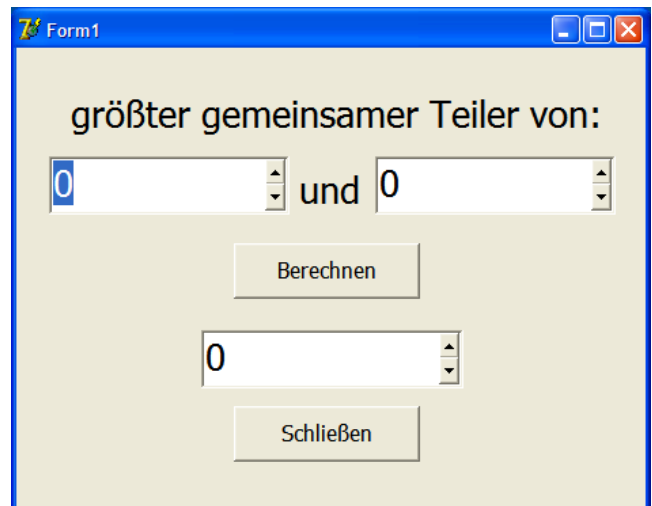 Form1
größter gemeinsamer Teiler von:
0 und 0
Berechnen
0
Schließen